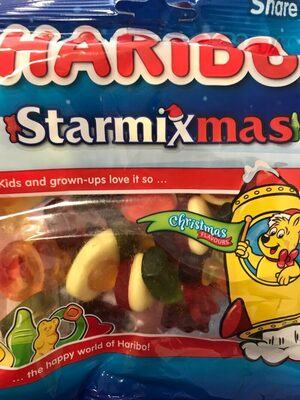 Share
HARIBO
Starmixmas
Kids and grown-ups love it so ...
Christmas
FLAVOURS
... the happy world of Haribo!